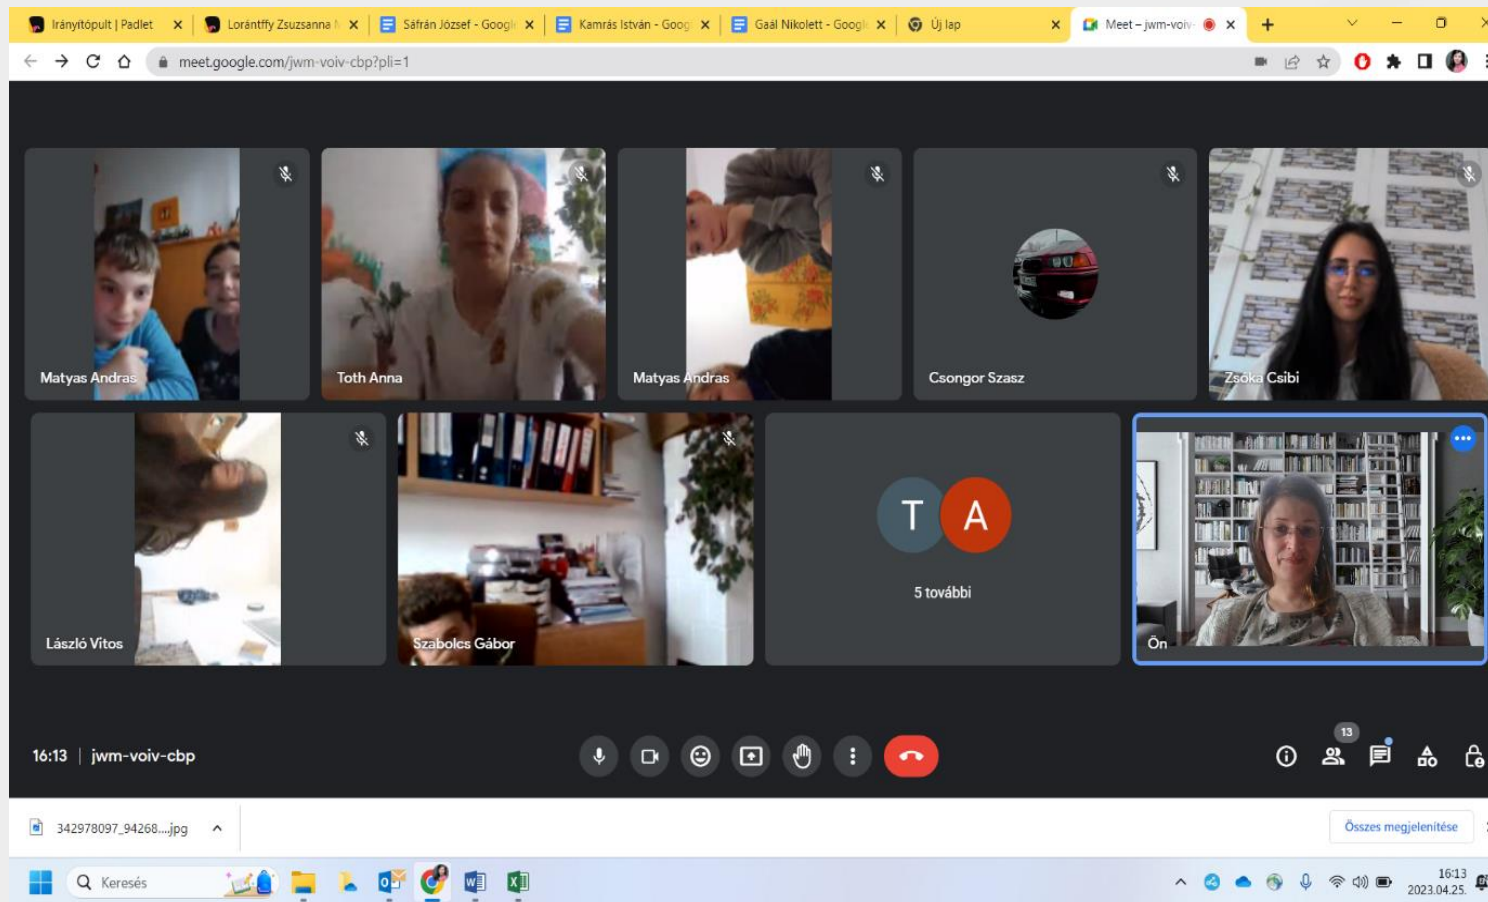 Irányítópult | Padlet
Lorántffy Zsuzsanna
Sáfrán József - Googl
Kamrás István - Goog
Gaál Nikolett - Googl
Új lap
Meet – jwm-voiv-
meet.google.com/jwm-voiv-cbp?pli=1
Matyas Andras
Toth Anna
Matyas Andras
Csongor Szasz
Zsóka Csibi
László Vitos
Szabolcs Gábor
T A
5 további
Ön
16:13 | jwm-voiv-cbp
13
342978097_94268....jpg
Összes megjelenítése
Keresés
16:13
2023.04.25.